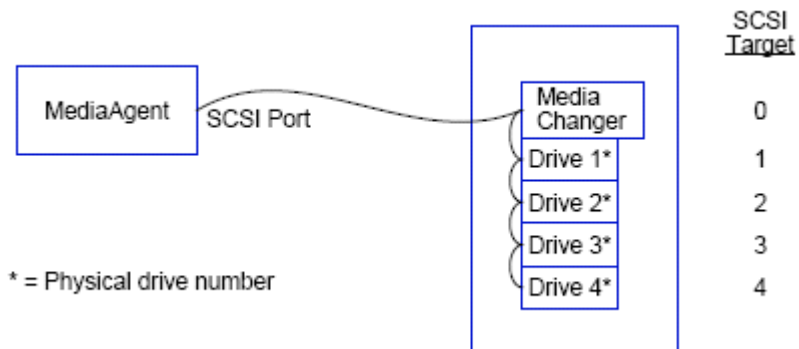 SCSI
Target
MediaAgent
SCSI Port
Media
Changer
0
Drive 1*
1
Drive 2*
2
Drive 3*
3
* = Physical drive number
Drive 4*
4